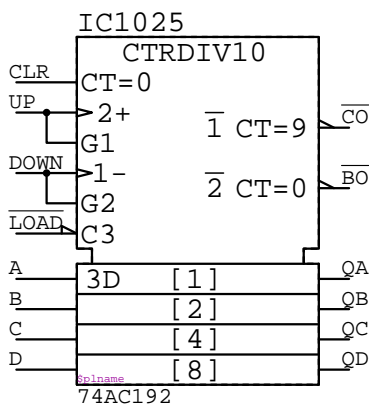 IC1025
CTRDIV10
CLR CT=0
UP 2+ 1 CT=9 CO
G1
DOWN 1- 2 CT=0 BO
G2
LOAD C3
A 3D [1] QA
B [2] QB
C [4] QC
D [8] QD
$plname
74AC192